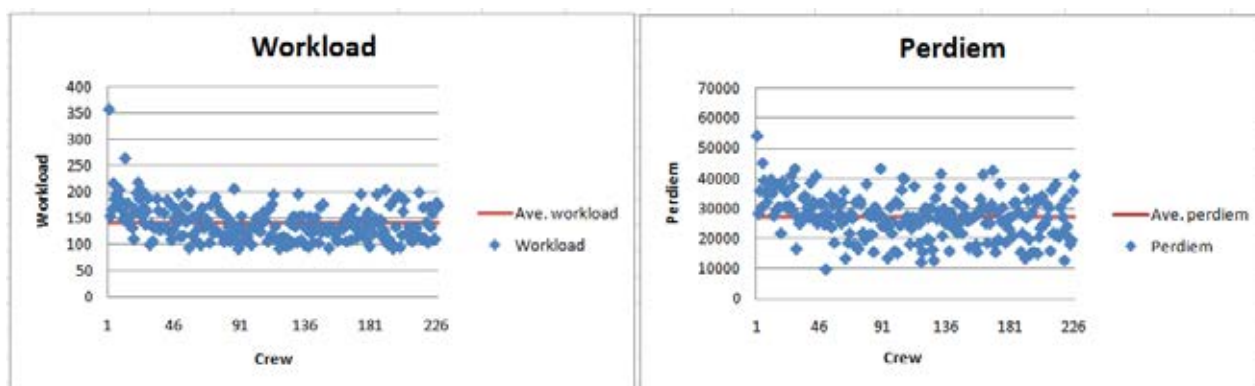 Workload
400
350
300
250
200
150
100
50
0
Workload
1 46 91 136 181 226
Crew
Ave. workload
Workload
Perdiem
70000
60000
50000
40000
30000
20000
10000
0
Perdiem
1 46 91 136 181 226
Crew
Ave. perdiem
Perdiem